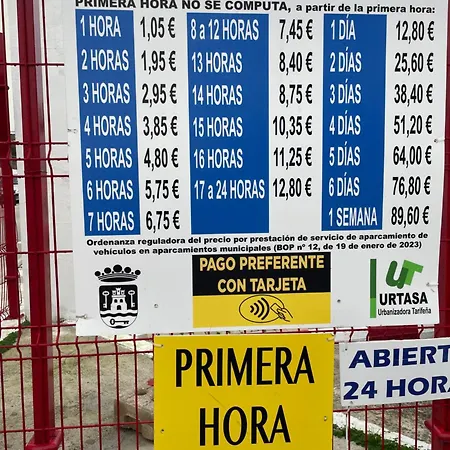 PRIMERA HORA NO SE COMPUTA, a partir de la primera hora:
1 HORA 1,05 € 8 a 12 HORAS 7,45 € 1 DÍA 12,80 €
2 HORAS 1,95 € 13 HORAS 8,40 € 2 DÍAS 25,60 €
3 HORAS 2,95 € 14 HORAS 8,75 € 3 DÍAS 38,40 €
4 HORAS 3,85 € 15 HORAS 10,35 € 4 DÍAS 51,20 €
5 HORAS 4,80 € 16 HORAS 11,25 € 5 DÍAS 64,00 €
6 HORAS 5,75 € 17 a 24 HORAS 12,80 € 6 DÍAS 76,80 €
7 HORAS 6,75 € 1 SEMANA 89,60 €
Ordenanza reguladora del precio por prestación de servicio de aparcamiento de
vehículos en aparcamientos municipales (BOP nº 12, de 19 de enero de 2023)
PAGO PREFERENTE
CON TARJETA
URTASA
Urbanizadora Tarifeña
PRIMERA
HORA
ABIERT
24 HORA